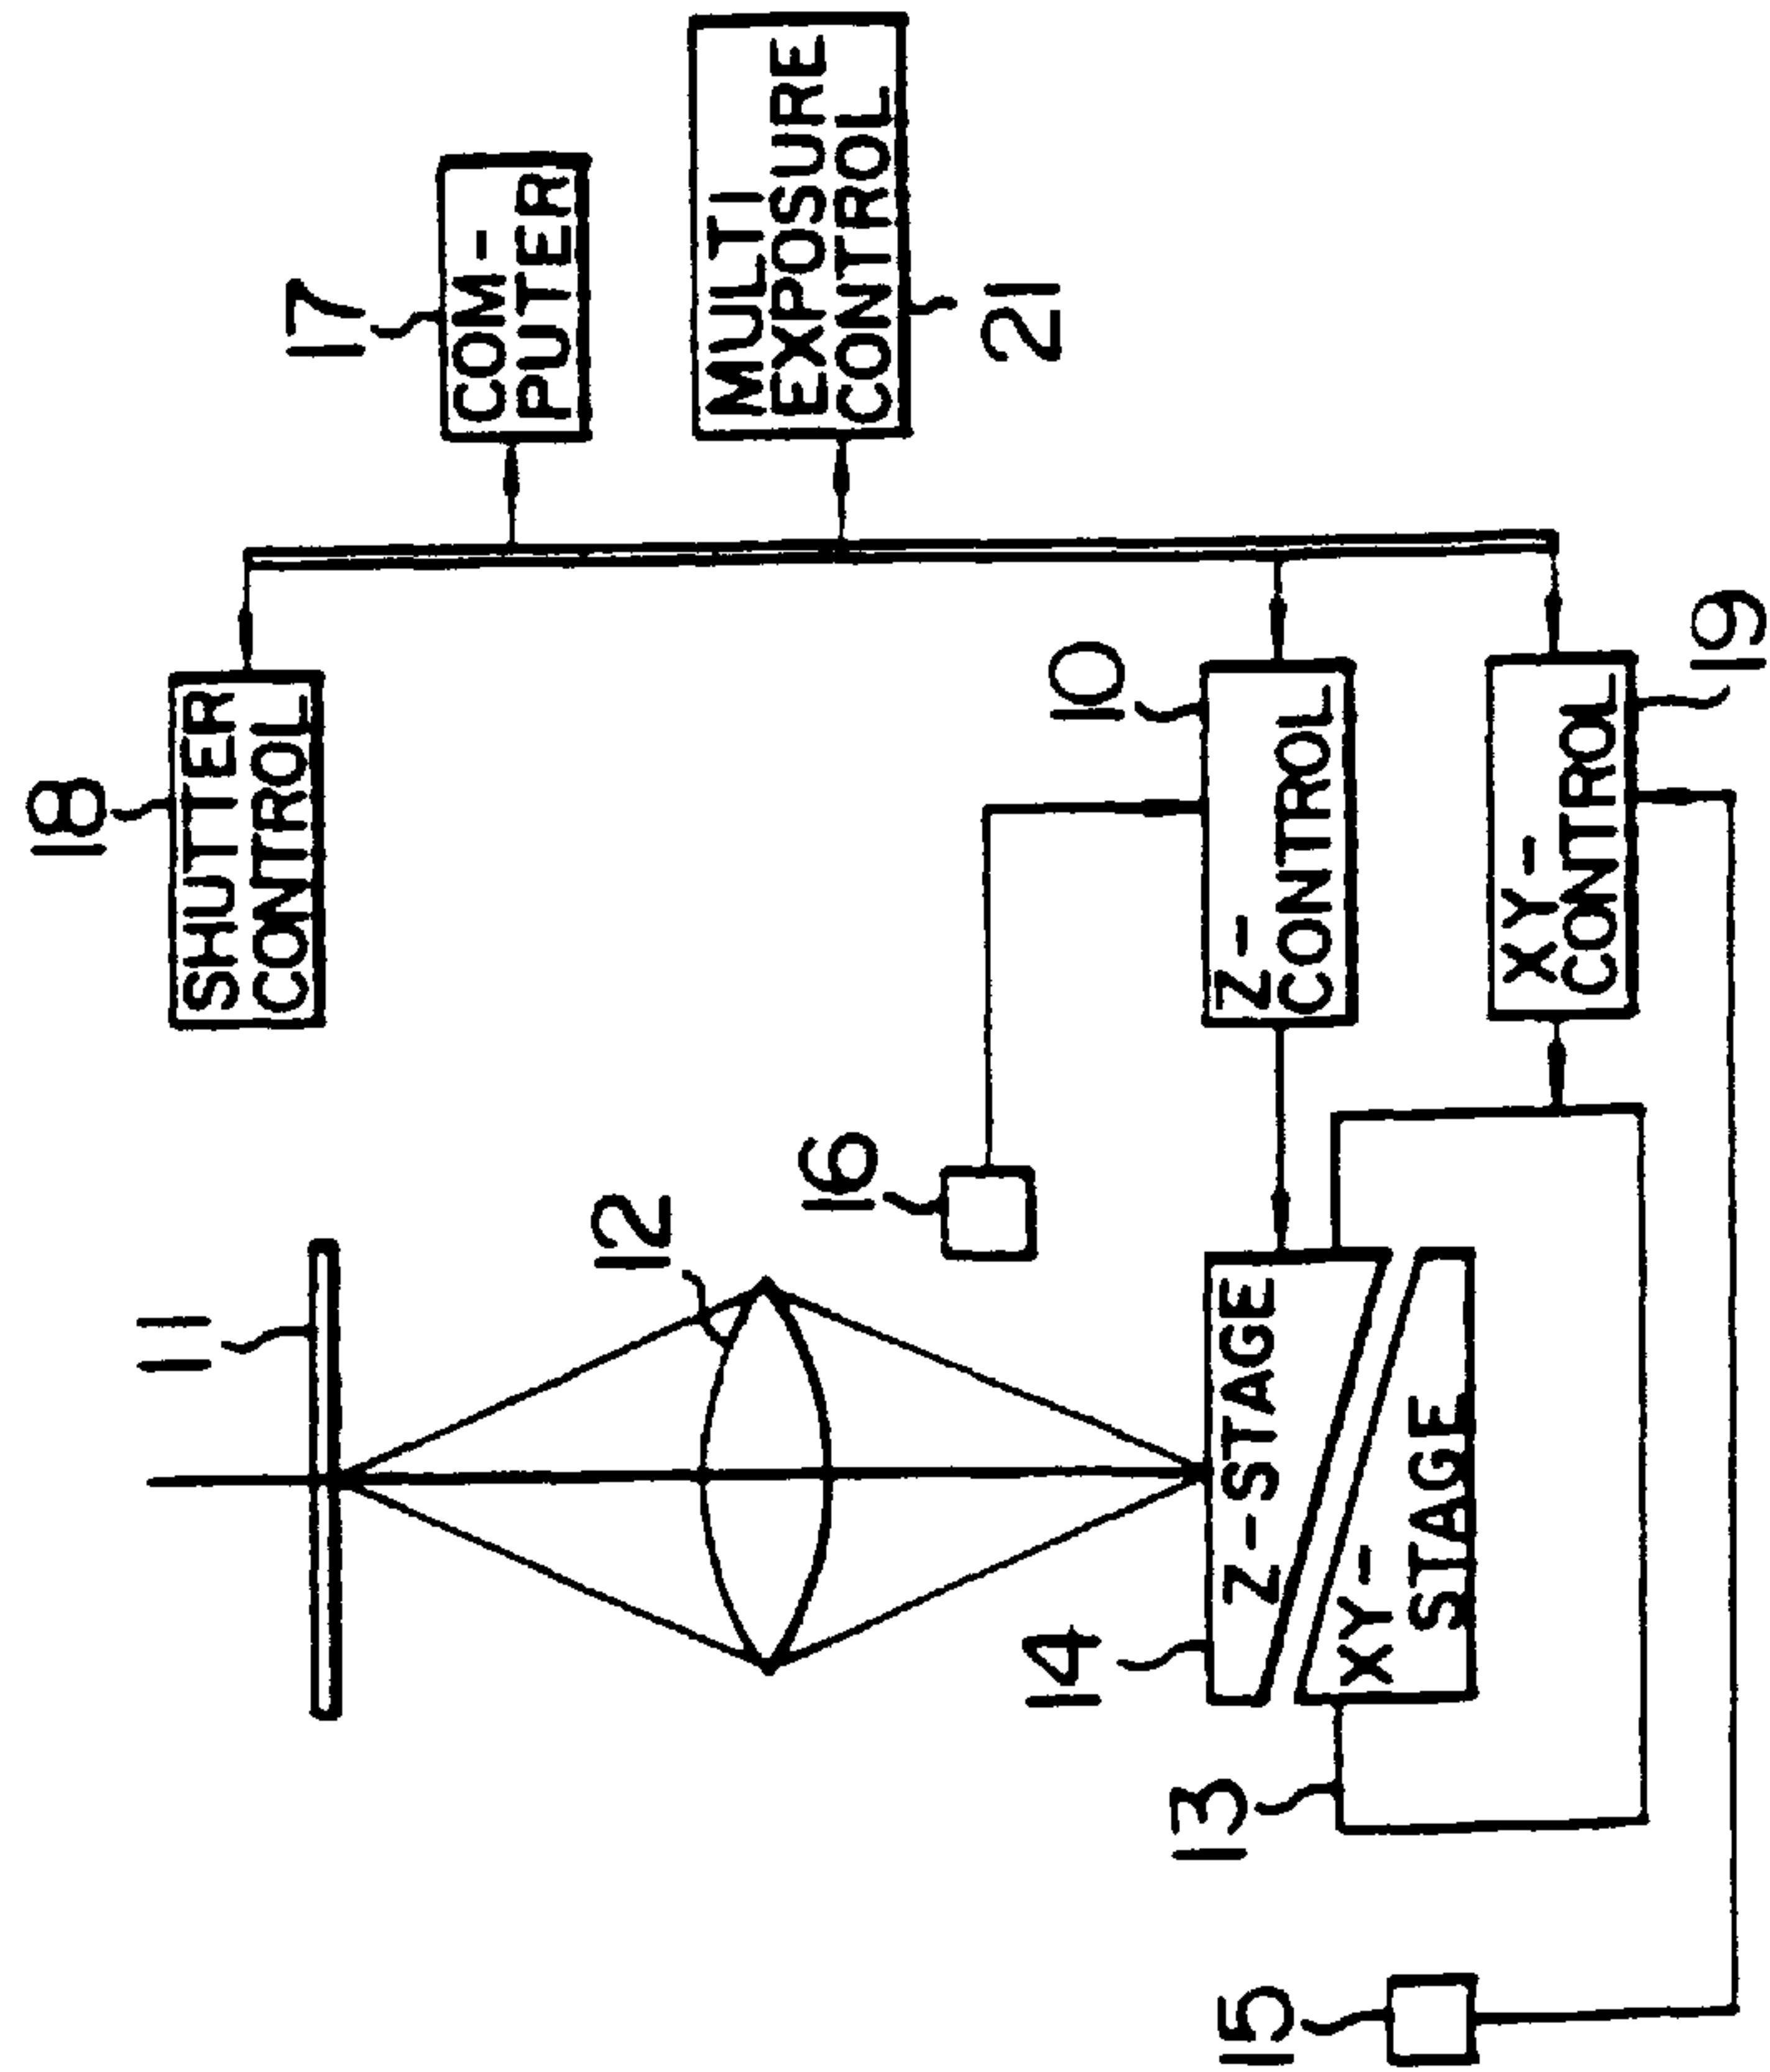 18
SHUTTER
CONTROL
17
COM-
PUTER
MULTI
EXPOSURE
CONTROL
21
11
12
16
10
Z-
CONTROL
XY-
CONTROL
19
14
Z-STAGE
XY-
STAGE
13
15